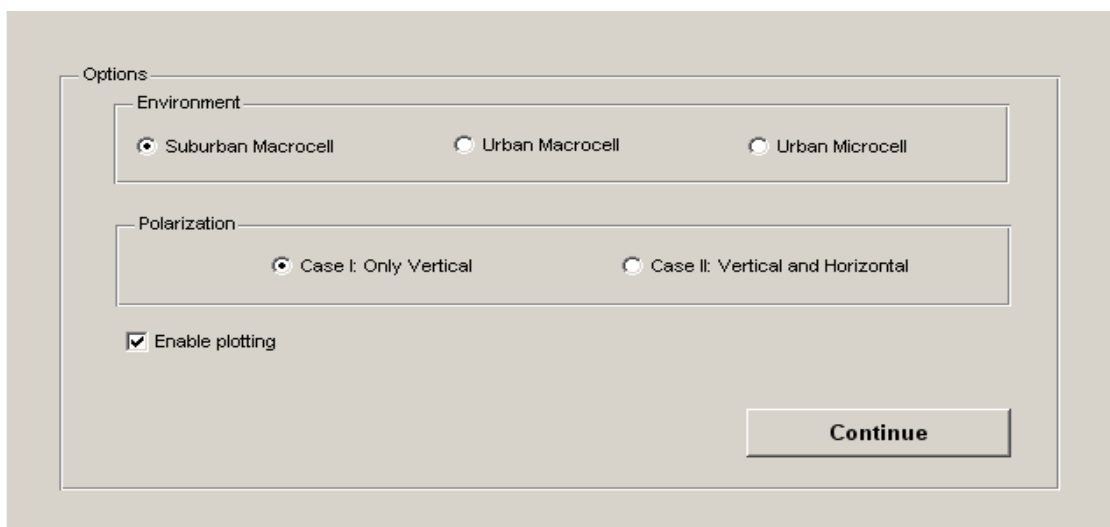 Options
Environment
Suburban Macrocell Urban Macrocell Urban Microcell
Polarization
Case I: Only Vertical Case II: Vertical and Horizontal
Enable plotting
Continue